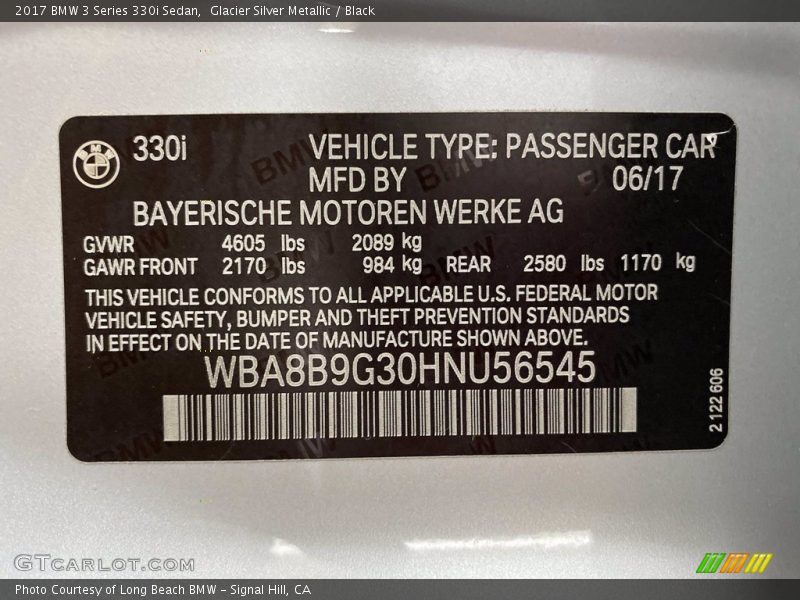 2017 BMW 3 Series 330i Sedan,  Glacier Silver Metallic / Black
BMW 330i VEHICLE TYPE: PASSENGER CAR
MFD BY 06/17
BAYERISCHE MOTOREN WERKE AG
GVWR 4605 lbs 2089 kg
GAWR FRONT 2170 lbs 984 kg REAR 2580 lbs 1170 kg
THIS VEHICLE CONFORMS TO ALL APPLICABLE U.S. FEDERAL MOTOR
VEHICLE SAFETY, BUMPER AND THEFT PREVENTION STANDARDS
IN EFFECT ON THE DATE OF MANUFACTURE SHOWN ABOVE.
WBA8B9G30HNU56545
2122606
GTCARLOT.COM
Photo Courtesy of Long Beach BMW - Signal Hill, CA